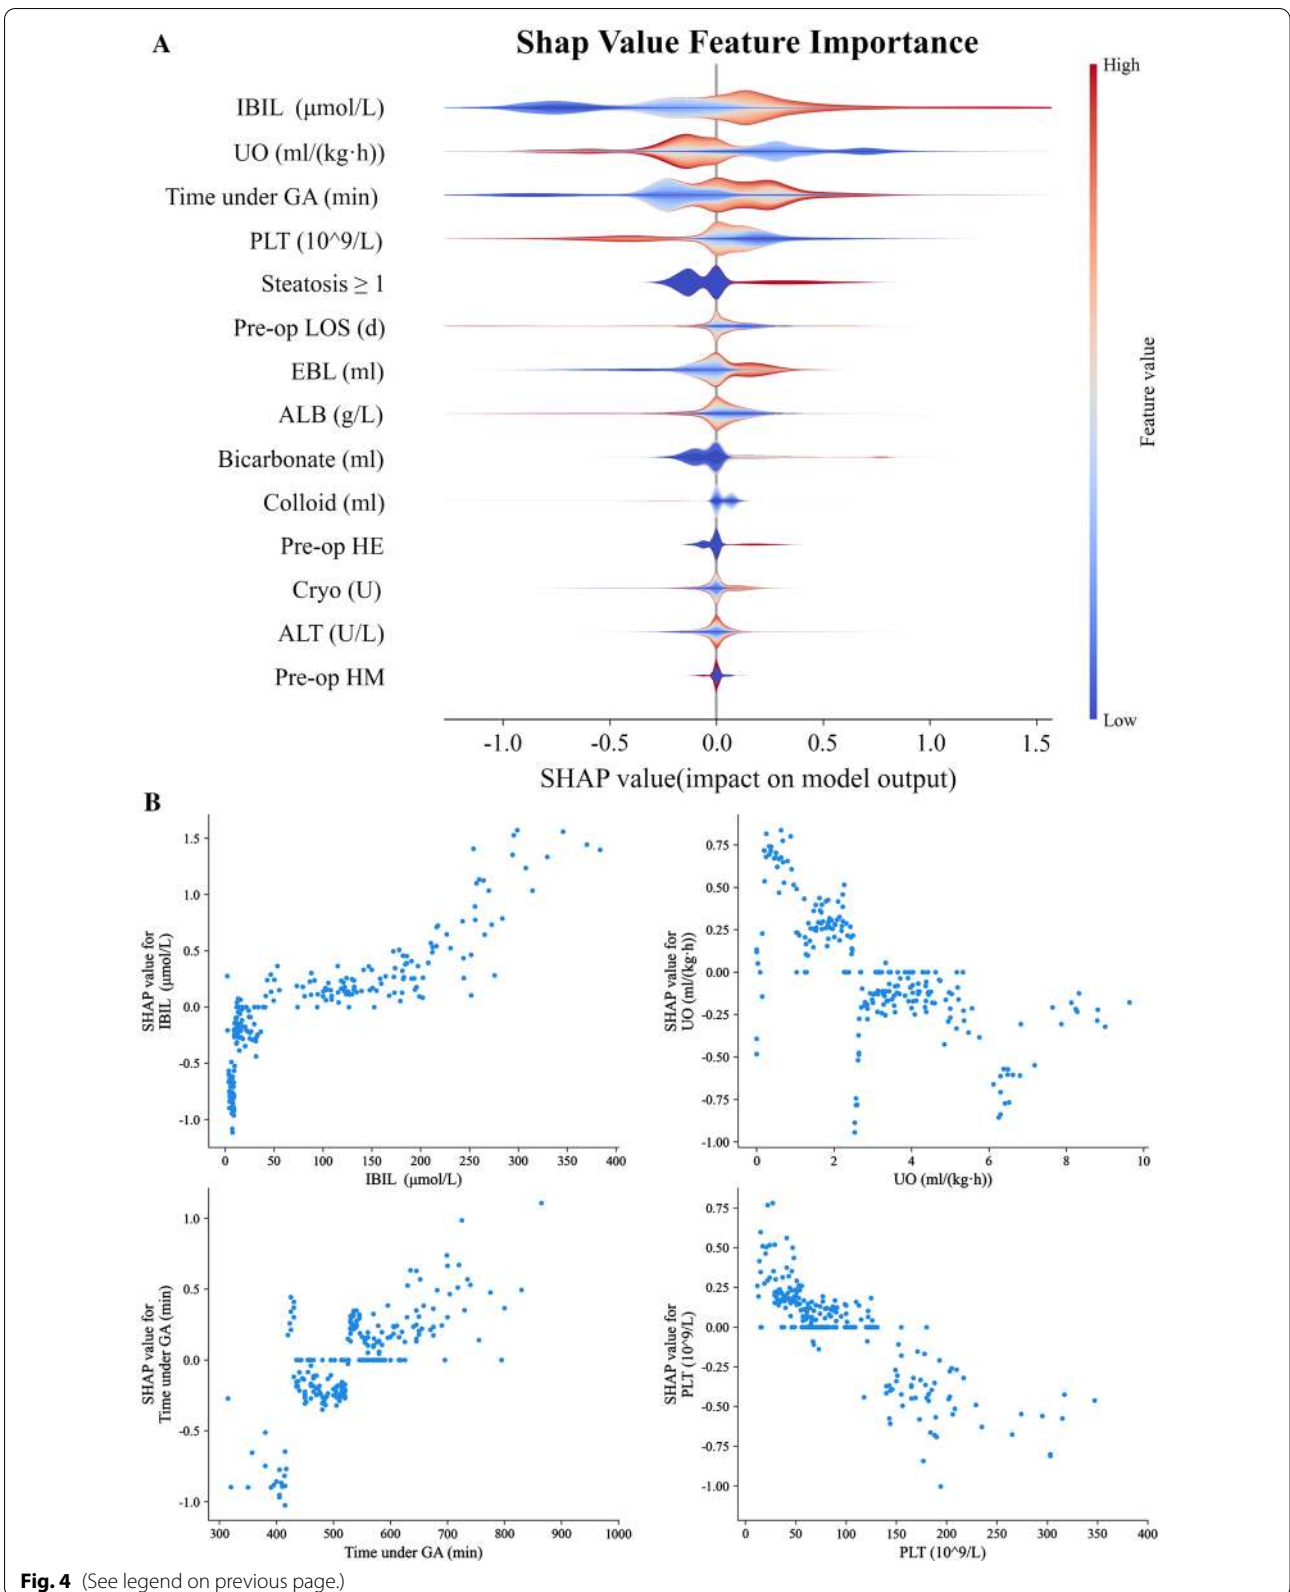 A
Shap Value Feature Importance
High
IBIL (μmol/L)
UO (ml/(kg·h))
Time under GA (min)
PLT (10^9/L)
Steatosis ≥ 1
Pre-op LOS (d)
EBL (ml)
ALB (g/L)
Bicarbonate (ml)
Colloid (ml)
Pre-op HE
Cryo (U)
ALT (U/L)
Pre-op HM
Feature value
Low
-1.0 -0.5 0.0 0.5 1.0 1.5
SHAP value(impact on model output)
B
SHAP value for
IBIL (μmol/L)
1.5
1.0
0.5
0.0
-0.5
-1.0
0 50 100 150 200 250 300 350 400
IBIL (μmol/L)
SHAP value for
UO (ml/(kg·h))
0.75
0.50
0.25
0.00
-0.25
-0.50
-0.75
-1.00
0 2 4 6 8 10
UO (ml/(kg·h))
SHAP value for
Time under GA (min)
1.0
0.5
0.0
-0.5
-1.0
300 400 500 600 700 800 900 1000
Time under GA (min)
SHAP value for
PLT (10^9/L)
0.75
0.50
0.25
0.00
-0.25
-0.50
-0.75
-1.00
0 50 100 150 200 250 300 350 400
PLT (10^9/L)
Fig. 4 (See legend on previous page.)